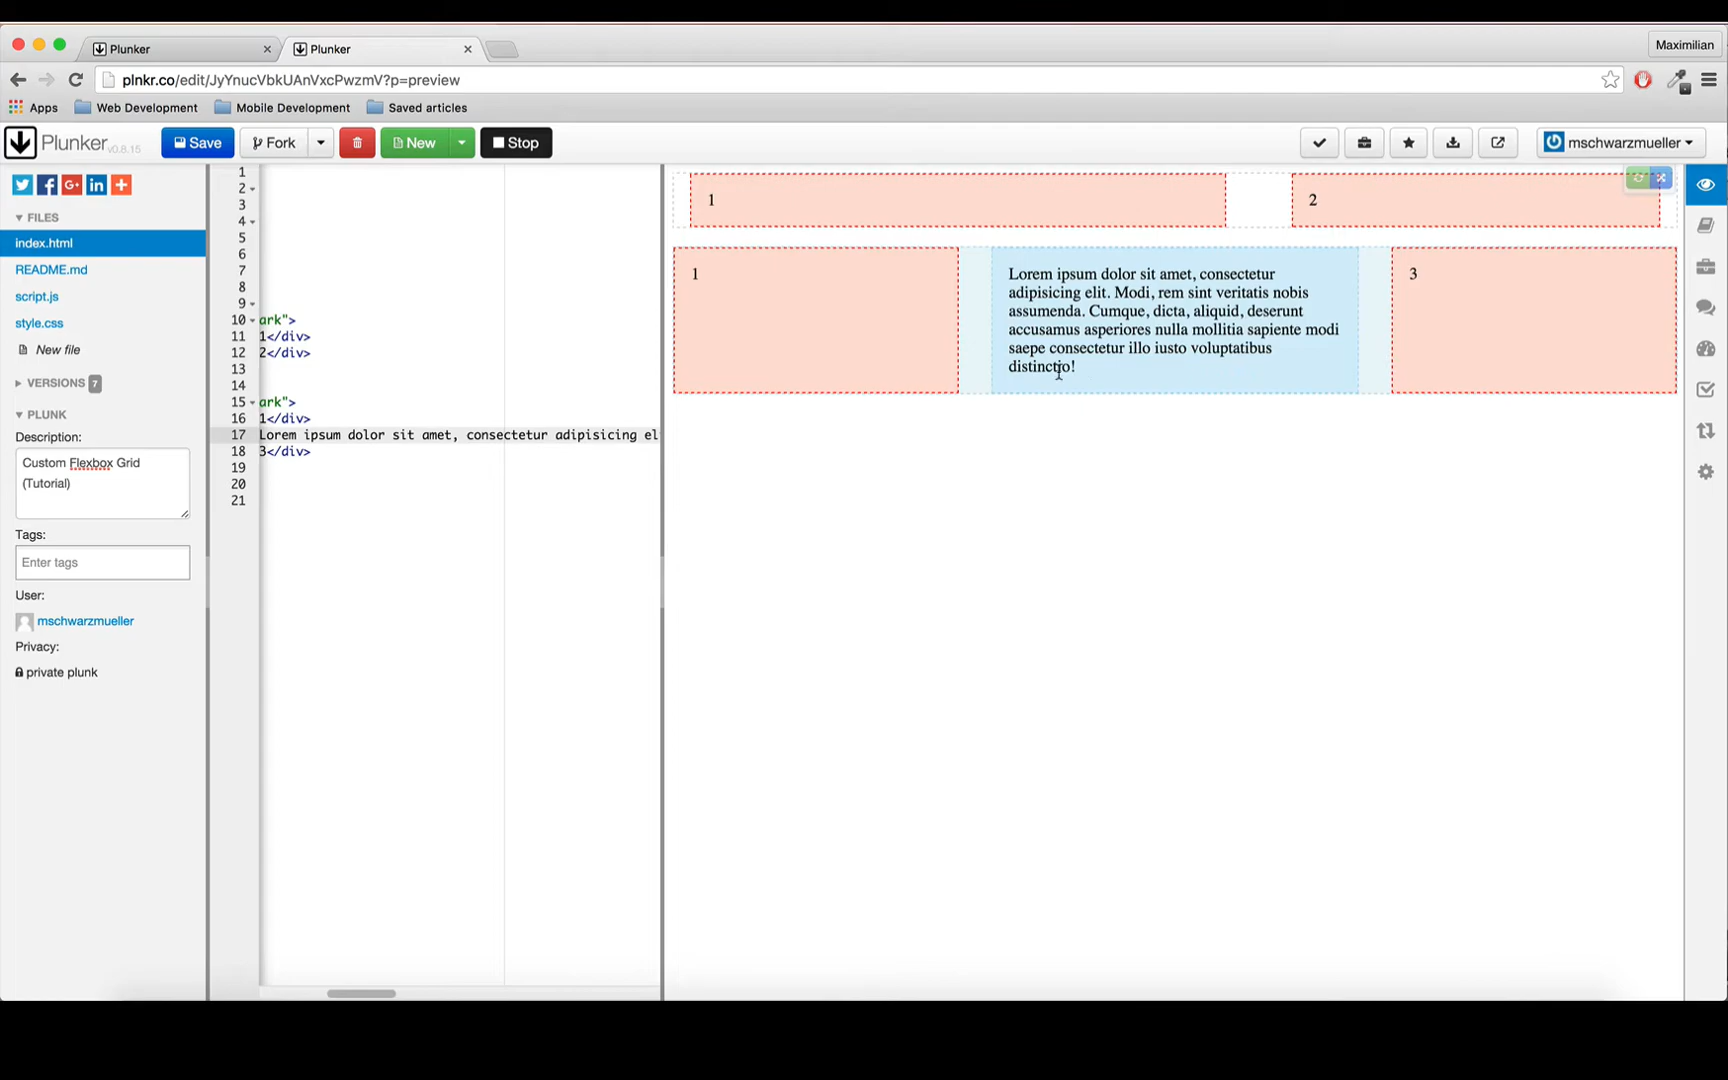 Plunker
Plunker
Maximilian
plnkr.co/edit/JyYnucVbkUAnVxcPwzmV?p=preview
Apps
Web Development
Mobile Development
Saved articles
Plunker v0.8.15
Save
Fork
New
Stop
mschwarzmueller
FILES
index.html
README.md
script.js
style.css
New file
VERSIONS 7
PLUNK
Description:
Custom Flexbox Grid
(Tutorial)
Tags:
Enter tags
User:
mschwarzmueller
Privacy:
private plunk
1
2
3
4
5
6
7
8
9
10 ark">
11 1</div>
12 2</div>
13
14
15 ark">
16 1</div>
17 Lorem ipsum dolor sit amet, consectetur adipisicing el
18 3</div>
19
20
21
1
2
1
Lorem ipsum dolor sit amet, consectetur
adipisicing elit. Modi, rem sint veritatis nobis
assumenda. Cumque, dicta, aliquid, deserunt
accusamus asperiores nulla mollitia sapiente modi
saepe consectetur illo iusto voluptatibus
distinctio!
3